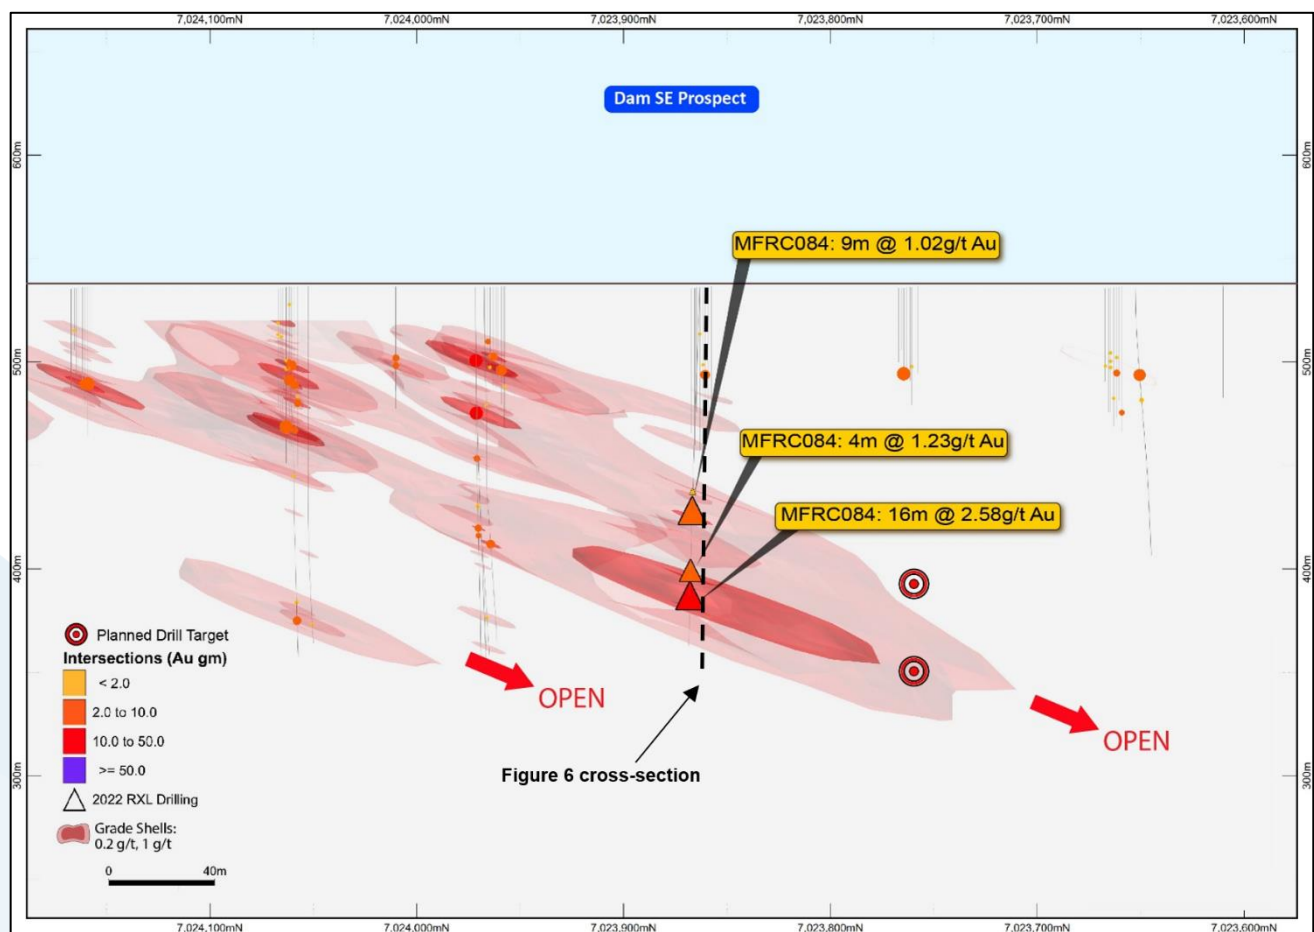 7,024,100mN 7,024,000mN 7,023,900mN 7,023,800mN 7,023,700mN 7,023,600mN
Dam SE Prospect
600m 600m
MFRC084: 9m @ 1.02g/t Au
500m 500m
MFRC084: 4m @ 1.23g/t Au
MFRC084: 16m @ 2.58g/t Au
400m 400m
Planned Drill Target
Intersections (Au gm)
< 2.0
2.0 to 10.0
10.0 to 50.0
>= 50.0
2022 RXL Drilling
Grade Shells:
0.2 g/t, 1 g/t
0 40m
OPEN
OPEN
Figure 6 cross-section
300m 300m
7,024,100mN 7,024,000mN 7,023,900mN 7,023,800mN 7,023,700mN 7,023,600mN